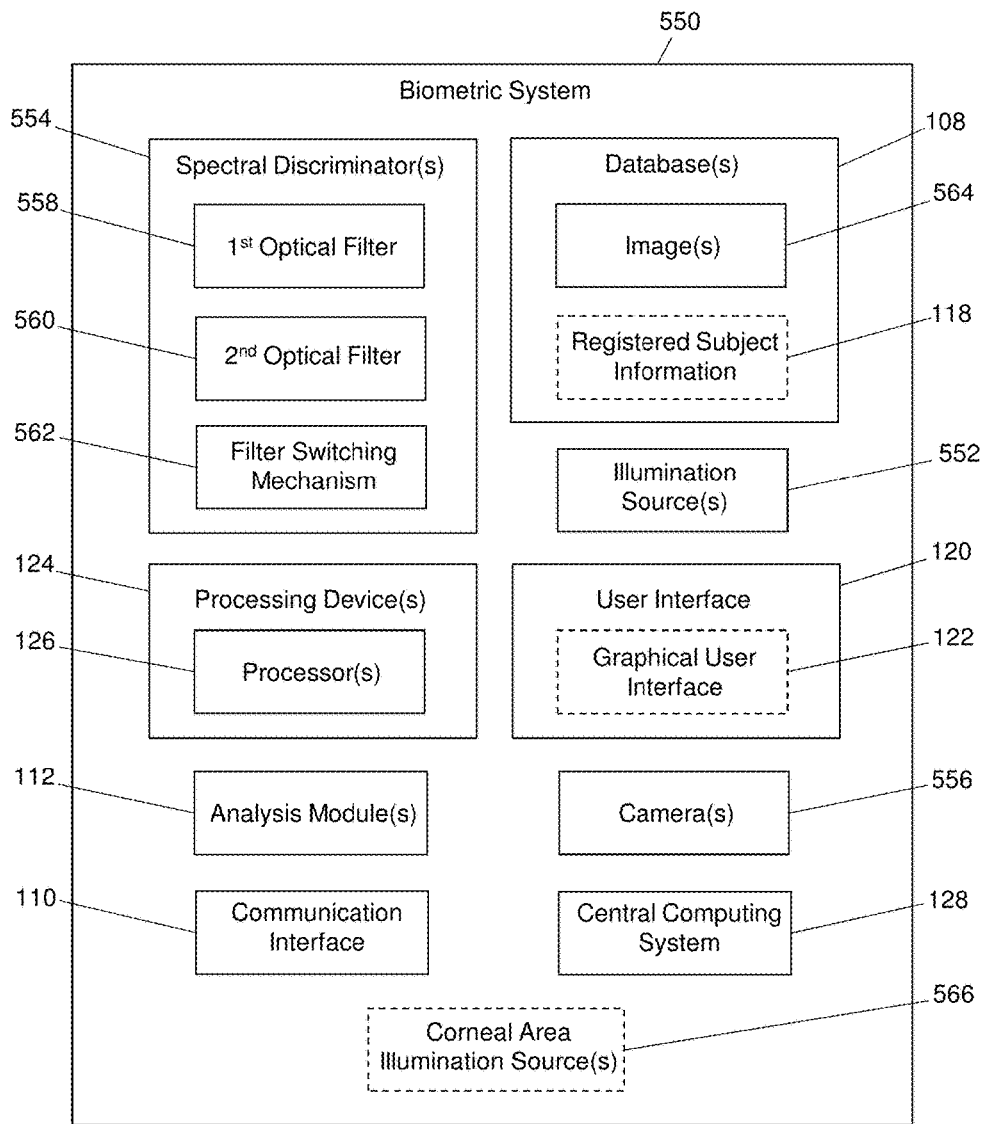 550
Biometric System
554
Spectral Discriminator(s)
558
1st Optical Filter
560
2nd Optical Filter
562
Filter Switching
Mechanism
108
Database(s)
564
Image(s)
118
Registered Subject
Information
552
Illumination
Source(s)
124
Processing Device(s)
126
Processor(s)
120
User Interface
122
Graphical User
Interface
112
Analysis Module(s)
556
Camera(s)
110
Communication
Interface
128
Central Computing
System
566
Corneal Area
Illumination Source(s)